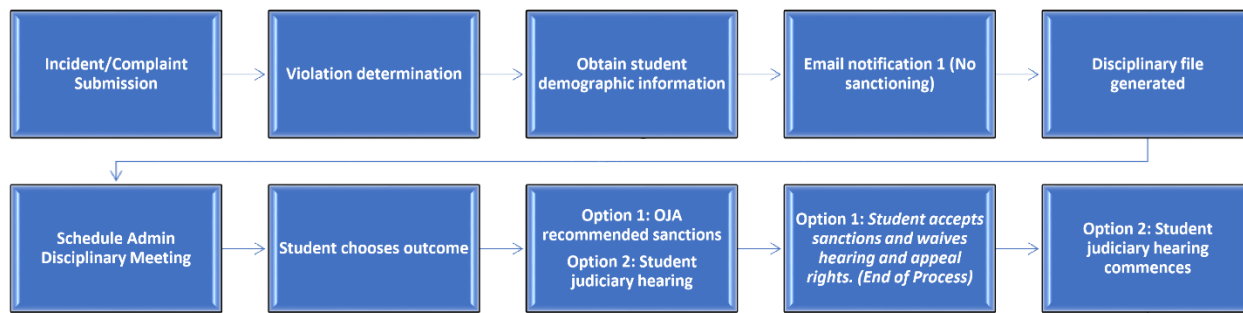 Incident/Complaint
Submission
Violation determination
Obtain student
demographic information
Email notification 1 (No
sanctioning)
Disciplinary file
generated
Schedule Admin
Disciplinary Meeting
Student chooses outcome
Option 1: OJA
recommended sanctions
Option 2: Student
judiciary hearing
Option 1: Student accepts
sanctions and waives
hearing and appeal
rights. (End of Process)
Option 2: Student
judiciary hearing
commences